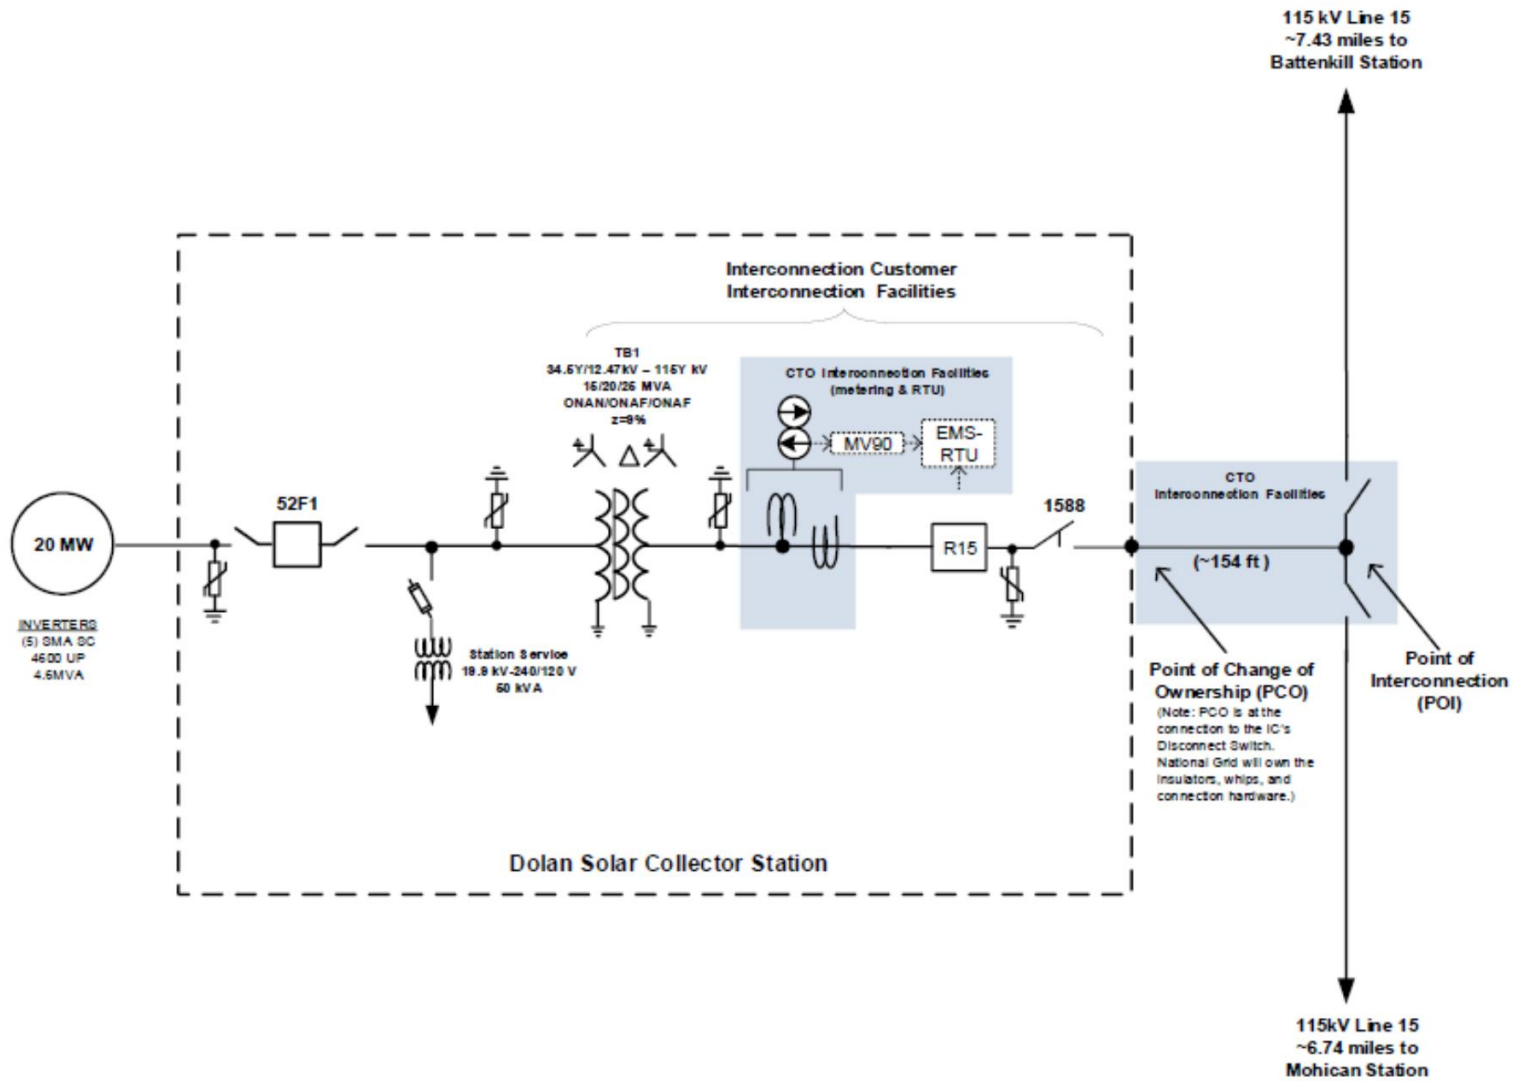 115 kV Line 15
~7.43 miles to
Battenkill Station
Interconnection Customer
Interconnection Facilities
TB1
34.5Y/12.47kV – 115Y kV
15/20/25 MVA
ONAN/ONAF/ONAF
z=9%
CTO Interconnection Facilities
(metering & RTU)
MV90
EMS-
RTU
CTO
Interconnection Facilities
52F1
1588
20 MW
R15
(~154 ft )
INVERTERS
(5) SMA SC
4600 UP
4.6MVA
Station Service
19.9 kV-240/120 V
50 kVA
Point of Change of
Ownership (PCO)
(Note: PCO is at the
connection to the IC's
Disconnect Switch.
National Grid will own the
insulators, whips, and
connection hardware.)
Point of
Interconnection
(POI)
Dolan Solar Collector Station
115kV Line 15
~6.74 miles to
Mohican Station